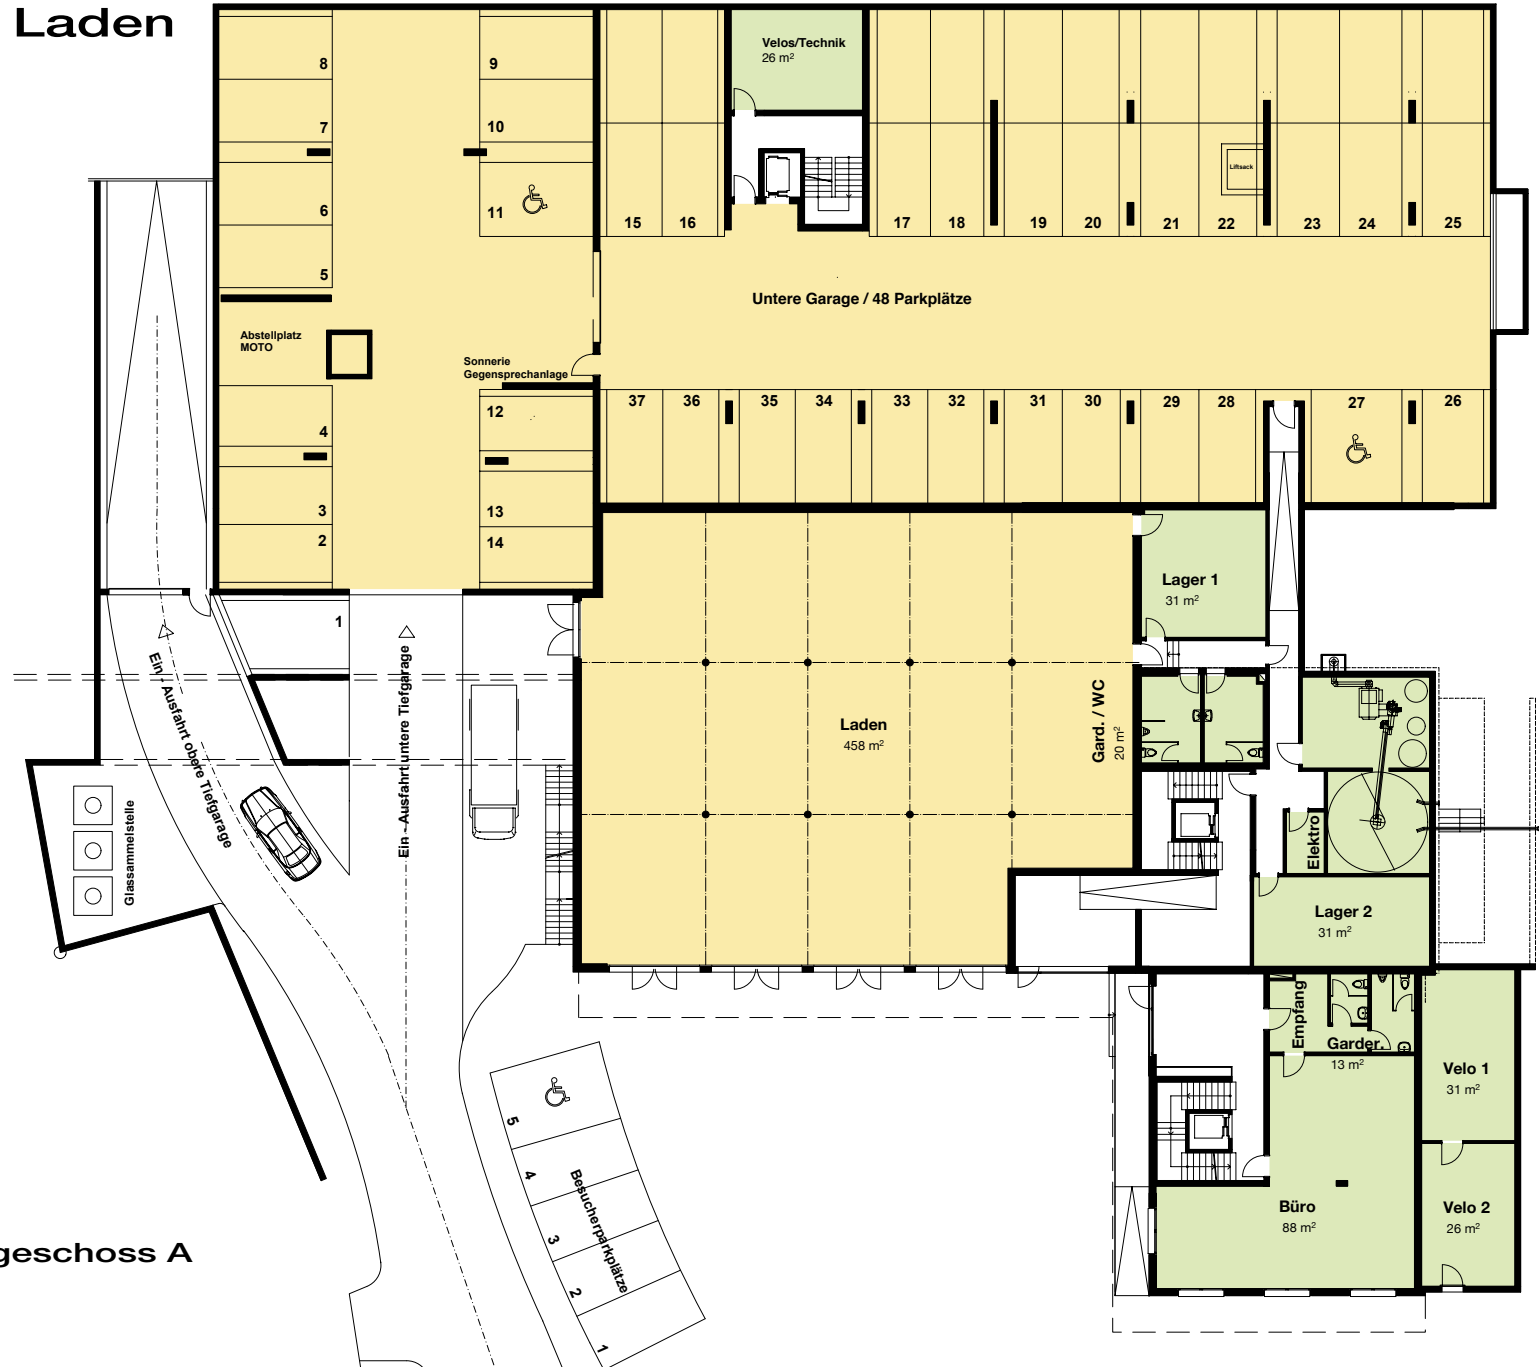 Laden
8
9
7
10
6
11
5
Abstellplatz
MOTO
Sonnerie
Gegensprechanlage
4
12
3
13
2
14
1
Velos/Technik
26 m²
Liftsack
15
16
17
18
19
20
21
22
23
24
25
Untere Garage / 48 Parkplätze
37
36
35
34
33
32
31
30
29
28
27
26
Lager 1
31 m²
Laden
458 m²
Gard. / WC
20 m²
Elektro
Lager 2
31 m²
Ein - Ausfahrt obere Tiefgarage
Ein - Ausfahrt untere Tiefgarage
Glassammelstelle
Empfang
Garder.
13 m²
Velo 1
31 m²
Büro
88 m²
Velo 2
26 m²
5
4
3
2
1
Besucherparkplätze
geschoss A